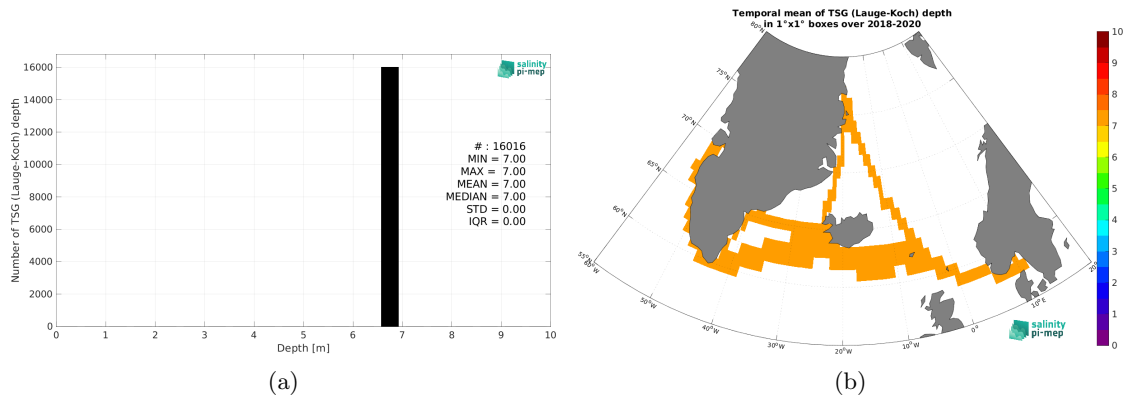 16000
14000
12000
10000
8000
6000
4000
2000
0
Number of TSG (Lauge-Koch) depth
0 1 2 3 4 5 6 7 8 9 10
Depth [m]
salinity
pi-mep
# : 16016
MIN = 7.00
MAX = 7.00
MEAN = 7.00
MEDIAN = 7.00
STD = 0.00
IQR = 0.00
(a)
Temporal mean of TSG (Lauge-Koch) depth
in 1°x1° boxes over 2018-2020
80°N
75°N
70°N
65°N
60°N
55°N
60°W
50°W
40°W
30°W
20°W
10°W
0°
10°E
salinity
pi-mep
10
9
8
7
6
5
4
3
2
1
0
(b)